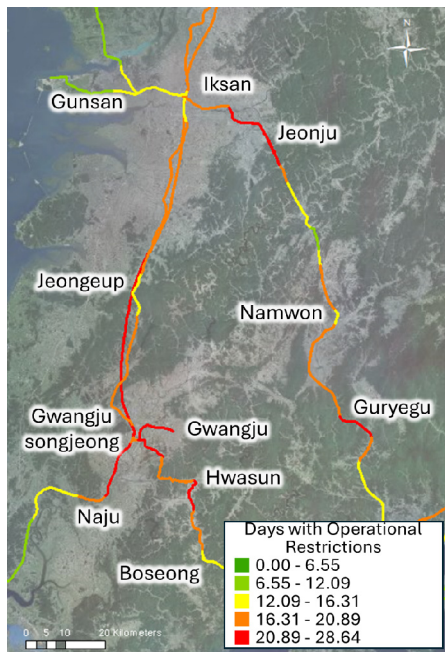 N
Iksan
Gunsan
Jeonju
Jeongeup
Namwon
Gwangju
songjeong
Gwangju
Guryegu
Hwasun
Naju
Boseong
Days with Operational
Restrictions
0.00 - 6.55
6.55 - 12.09
12.09 - 16.31
16.31 - 20.89
20.89 - 28.64
0 5 10 20 Kilometers